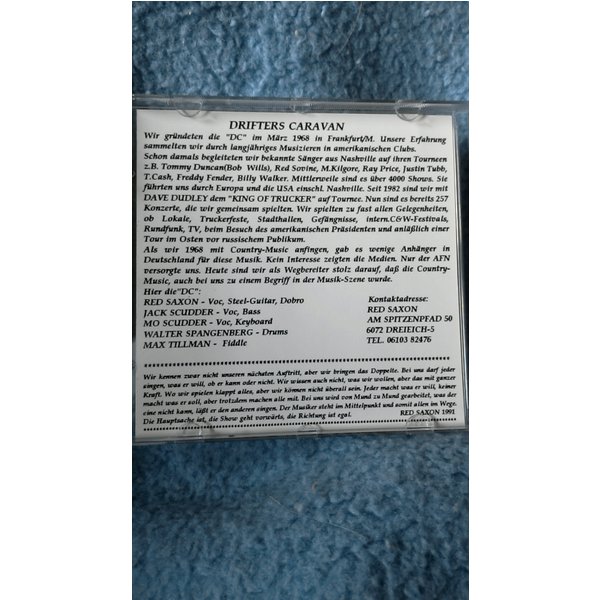 DRIFTERS CARAVAN
Wir gründeten die "DC" im März 1968 in Frankfurt/M. Unsere Erfahrung
sammelten wir durch langjähriges Musizieren in amerikanischen Clubs.
Schon damals begleiteten wir bekannte Sänger aus Nashville auf ihren Tourneen
z.B. Tommy Duncan(Bob Wills), Red Sovine, M.Kilgore, Ray Price, Justin Tubb,
T.Cash, Freddy Fender, Billy Walker. Mittlerweile sind es über 4000 Shows. Sie
führten uns durch Europa und die USA einschl. Nashville. Seit 1982 sind wir mit
DAVE DUDLEY dem "KING OF TRUCKER" auf Tournee. Nun sind es bereits 257
Konzerte, die wir gemeinsam spielten. Wir spielten zu fast allen Gelegenheiten,
ob Lokale, Truckerfeste, Stadthallen, Gefängnisse, intern.C&W-Festivals,
Rundfunk, TV, beim Besuch des amerikanischen Präsidenten und anläßlich einer
Tour im Osten vor russischem Publikum.
Als wir 1968 mit Country-Music anfingen, gab es wenige Anhänger in
Deutschland für diese Musik. Kein Interesse zeigten die Medien. Nur der AFN
versorgte uns. Heute sind wir als Wegbereiter stolz darauf, daß die Country-
Music, auch bei uns zu einem Begriff in der Musik-Szene wurde.
Hier die"DC":
RED SAXON - Voc, Steel-Guitar, Dobro
JACK SCUDDER - Voc, Bass
MO SCUDDER - Voc, Keyboard
WALTER SPANGENBERG - Drums
MAX TILLMAN - Fiddle
Kontaktadresse:
RED SAXON
AM SPITZENPFAD 50
6072 DREIEICH-5
TEL. 06103 82476
Wir kennen zwar nicht unseren nächsten Auftritt, aber wir bringen das Doppelte. Bei uns darf jeder
singen, was er will, ob er kann oder nicht. Wir wissen auch nicht, was wir wollen, aber das mit ganzer
Kraft. Wo wir spielen klappt alles, aber wir können nicht überall sein. Jeder macht was er will, keiner
macht was er soll, aber trotzdem machen alle mit. Bei uns wird von Mund zu Mund gearbeitet, was der
eine nicht kann, läßt er den anderen singen. Der Musiker steht im Mittelpunkt und somit allen im Wege.
Die Hauptsache ist, die Show geht vorwärts, die Richtung ist egal. RED SAXON 1991